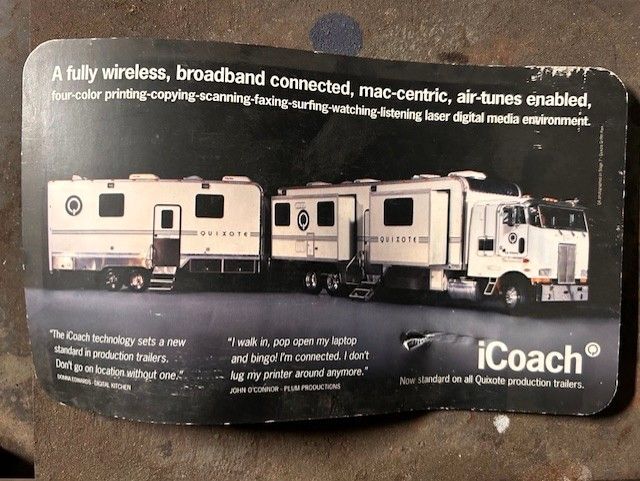 A fully wireless, broadband connected, mac-centric, air-tunes enabled,
four-color printing-copying-scanning-faxing-surfing-watching-listening laser digital media environment.
QUIXOTE
QUIXOTE
"The iCoach technology sets a new
standard in production trailers.
Don't go on location without one."
DONNA EDWARDS - DIGITAL KITCHEN
"I walk in, pop open my laptop
and bingo! I'm connected. I don't
lug my printer around anymore."
JOHN O'CONNOR - PLUM PRODUCTIONS
iCoach
Now standard on all Quixote production trailers.